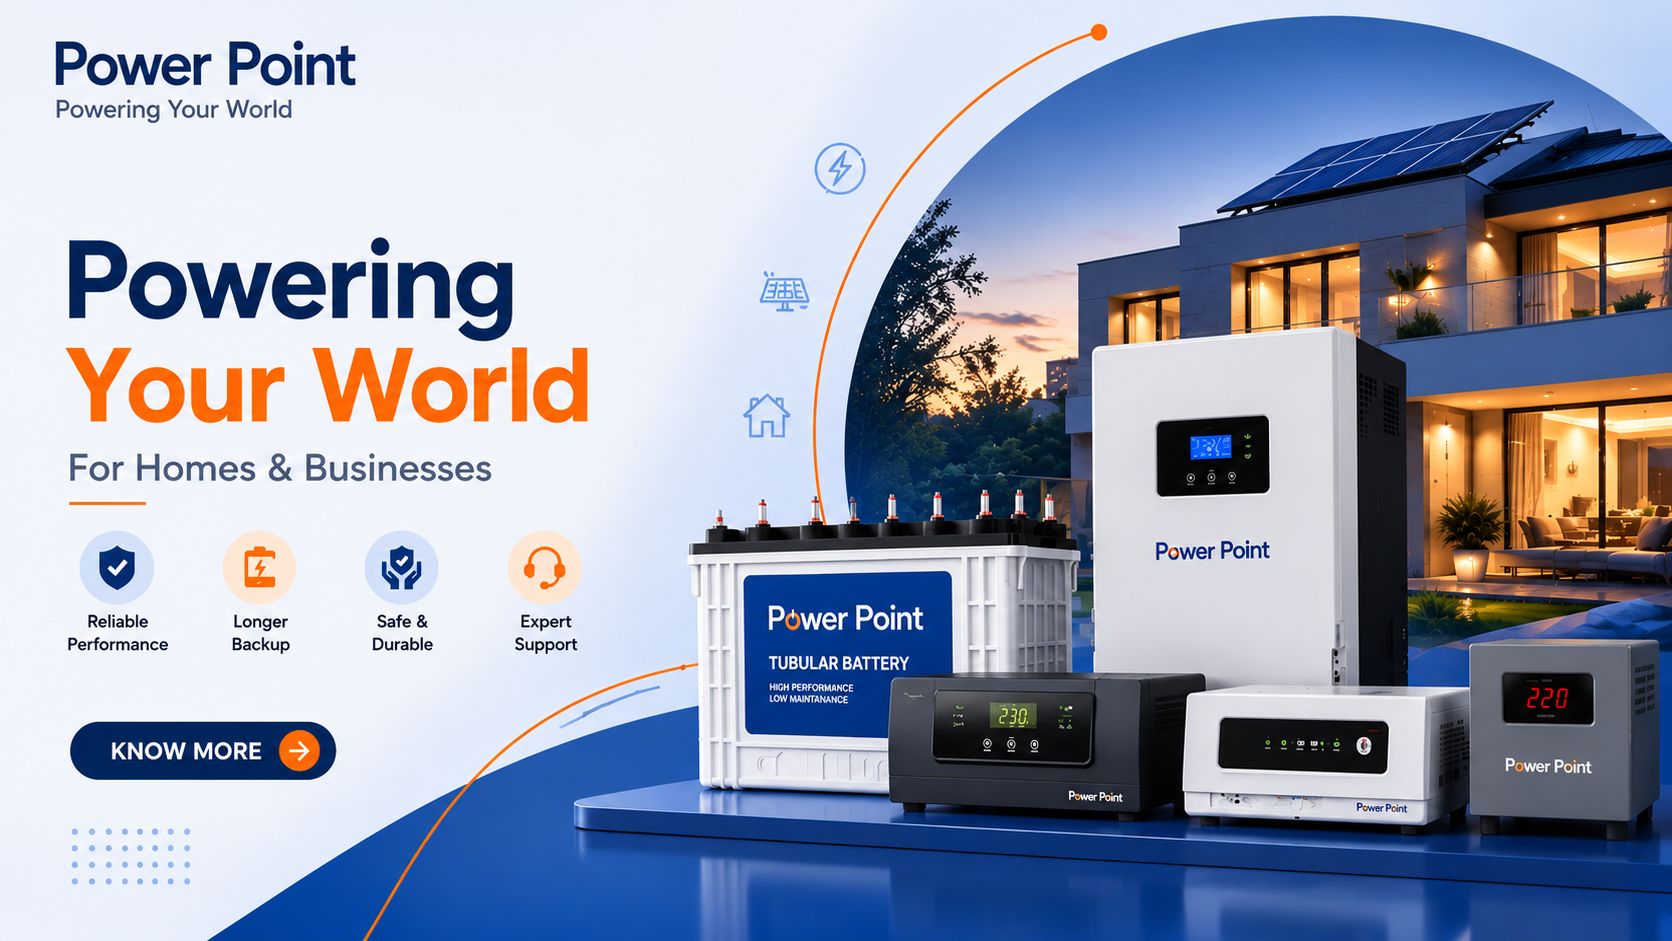 Power Point
Powering Your World
Powering
Your World
For Homes & Businesses
Reliable
Performance
Longer
Backup
Safe &
Durable
Expert
Support
KNOW MORE
Power Point
TUBULAR BATTERY
HIGH PERFORMANCE
LOW MAINTANANCE
Power Point
230
Power Point
Power Point
220
Power Point